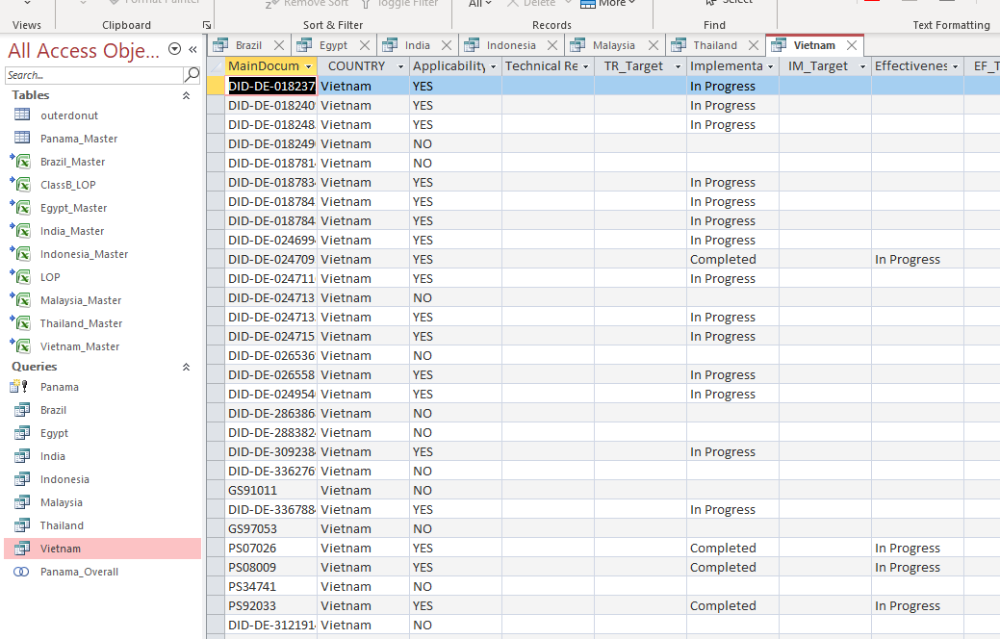 Format Painter
Remove Sort
Toggle Filter
All
Delete
More
Select
Views
Clipboard
Sort & Filter
Records
Find
Text Formatting
All Access Obje...
Search...
Tables
outerdonut
Panama_Master
Brazil_Master
ClassB_LOP
Egypt_Master
India_Master
Indonesia_Master
LOP
Malaysia_Master
Thailand_Master
Vietnam_Master
Queries
Panama
Brazil
Egypt
India
Indonesia
Malaysia
Thailand
Vietnam
Panama_Overall
Brazil Egypt India Indonesia Malaysia Thailand Vietnam
MainDocum COUNTRY Applicability Technical Re TR_Target Implementa IM_Target Effectivenes EF_T
DID-DE-018237 Vietnam YES In Progress
DID-DE-018240 Vietnam YES In Progress
DID-DE-018248 Vietnam YES In Progress
DID-DE-018249 Vietnam NO
DID-DE-018781 Vietnam NO
DID-DE-018783 Vietnam YES In Progress
DID-DE-018784 Vietnam YES In Progress
DID-DE-018784 Vietnam YES In Progress
DID-DE-024699 Vietnam YES In Progress
DID-DE-024709 Vietnam YES Completed In Progress
DID-DE-024711 Vietnam YES In Progress
DID-DE-024713 Vietnam NO
DID-DE-024713 Vietnam YES In Progress
DID-DE-024715 Vietnam YES In Progress
DID-DE-026536 Vietnam NO
DID-DE-026558 Vietnam YES In Progress
DID-DE-024954 Vietnam YES In Progress
DID-DE-286386 Vietnam NO
DID-DE-288382 Vietnam NO
DID-DE-309238 Vietnam YES In Progress
DID-DE-336276 Vietnam NO
GS91011 Vietnam NO
DID-DE-336788 Vietnam YES In Progress
GS97053 Vietnam NO
PS07026 Vietnam YES Completed In Progress
PS08009 Vietnam YES Completed In Progress
PS34741 Vietnam NO
PS92033 Vietnam YES Completed In Progress
DID-DE-312191 Vietnam NO